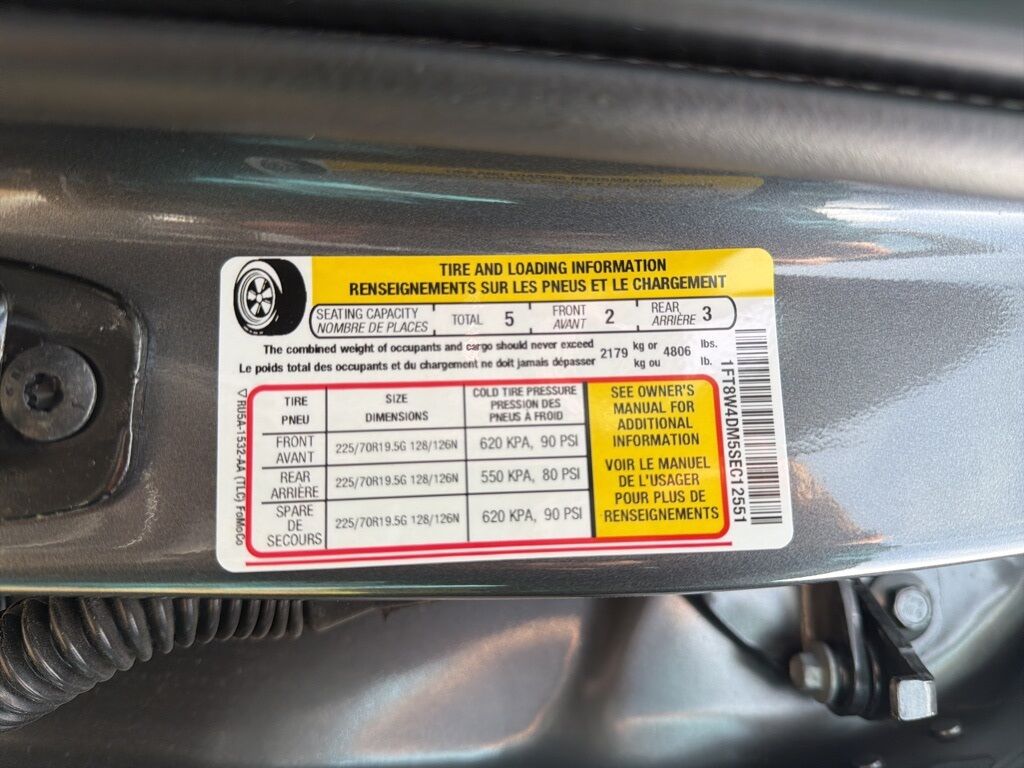 TIRE AND LOADING INFORMATION
RENSEIGNEMENTS SUR LES PNEUS ET LE CHARGEMENT
SEATING CAPACITY TOTAL 5 FRONT 2 REAR 3
NOMBRE DE PLACES AVANT ARRIÈRE
The combined weight of occupants and cargo should never exceed 2179 kg or 4806 lbs.
Le poids total des occupants et du chargement ne doit jamais dépasser kg ou lb.
TIRE SIZE COLD TIRE PRESSURE
PNEU DIMENSIONS PRESSION DES
PNEUS À FROID
FRONT 225/70R19.5G 128/126N 620 KPA, 90 PSI
AVANT
REAR 225/70R19.5G 128/126N 550 KPA, 80 PSI
ARRIÈRE
SPARE 225/70R19.5G 128/126N 620 KPA, 90 PSI
DE
SECOURS
SEE OWNER'S
MANUAL FOR
ADDITIONAL
INFORMATION
VOIR LE MANUEL
DE L'USAGER
POUR PLUS DE
RENSEIGNEMENTS
1FT8W4DM5SEC12551
RU5A-1532-AA (TLC) FoMoCo